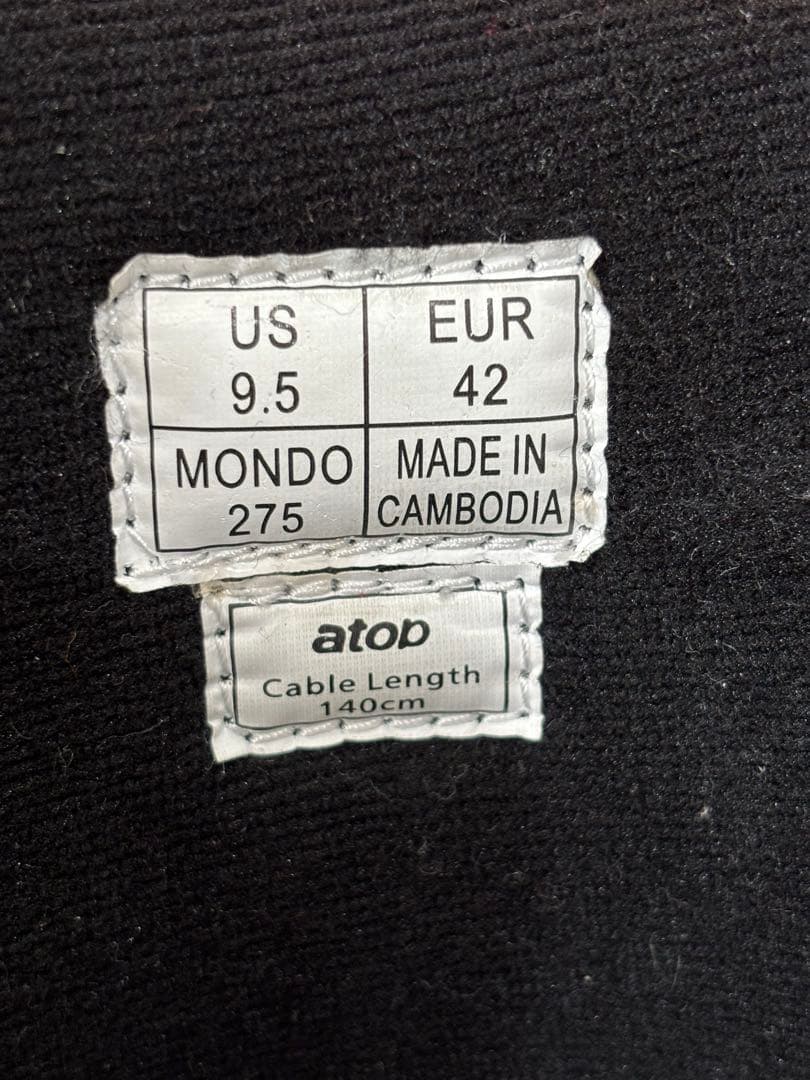 US
9.5
EUR
42
MONDO
275
MADE IN
CAMBODIA
atop
Cable Length
140cm